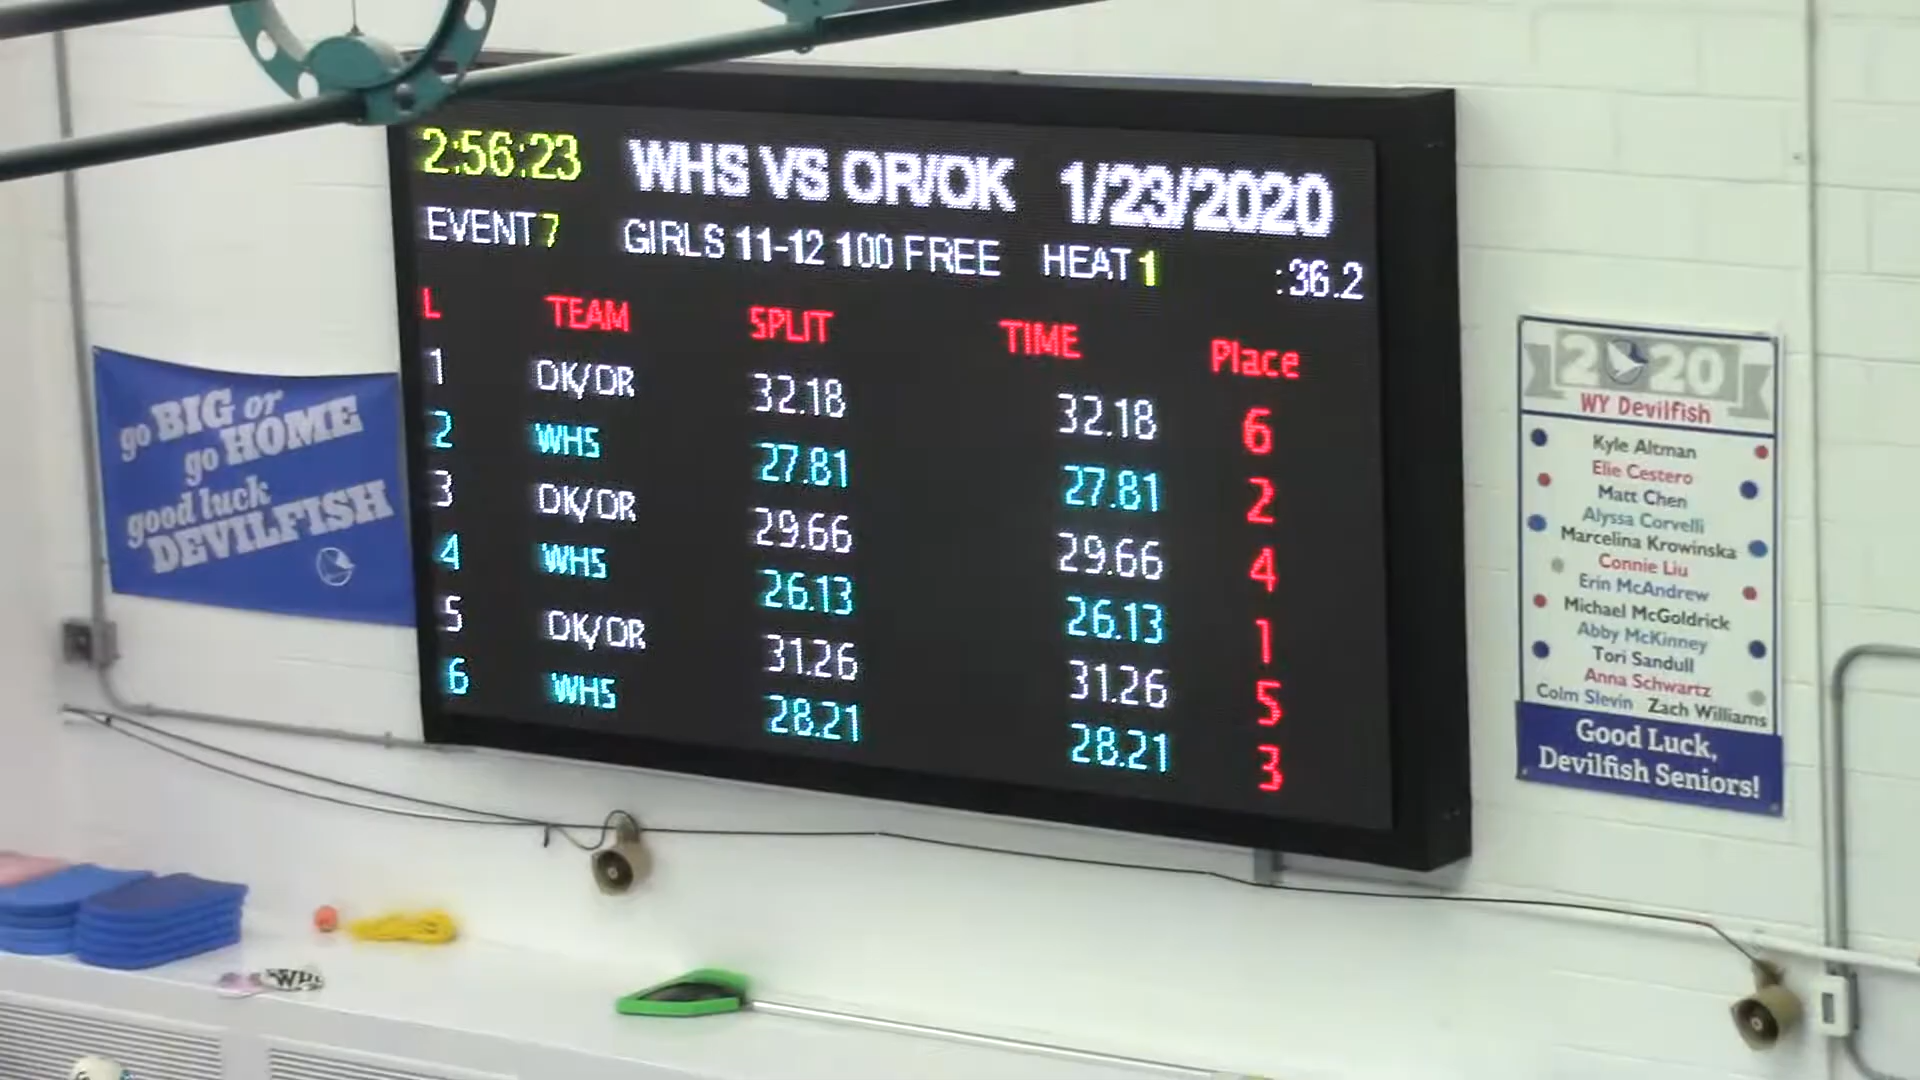 2:56:23 WHS VS OR/OK 1/23/2020
EVENT 7 GIRLS 11-12 100 FREE HEAT 1 :36.2
L TEAM SPLIT TIME Place
1 OK/OR 32.18 32.18 6
2 WHS 27.81 27.81 2
3 OK/OR 29.66 29.66 4
4 WHS 26.13 26.13 1
5 OK/OR 31.26 31.26 5
6 WHS 28.21 28.21 3
go BIG or
go HOME
good luck
DEVILFISH
2020
WY Devilfish
Kyle Altman
Elie Cestero
Matt Chen
Alyssa Corvelli
Marcelina Krowinska
Connie Liu
Erin McAndrew
Michael McGoldrick
Abby McKinney
Tori Sandull
Anna Schwartz
Colm Slevin Zach Williams
Good Luck,
Devilfish Seniors!